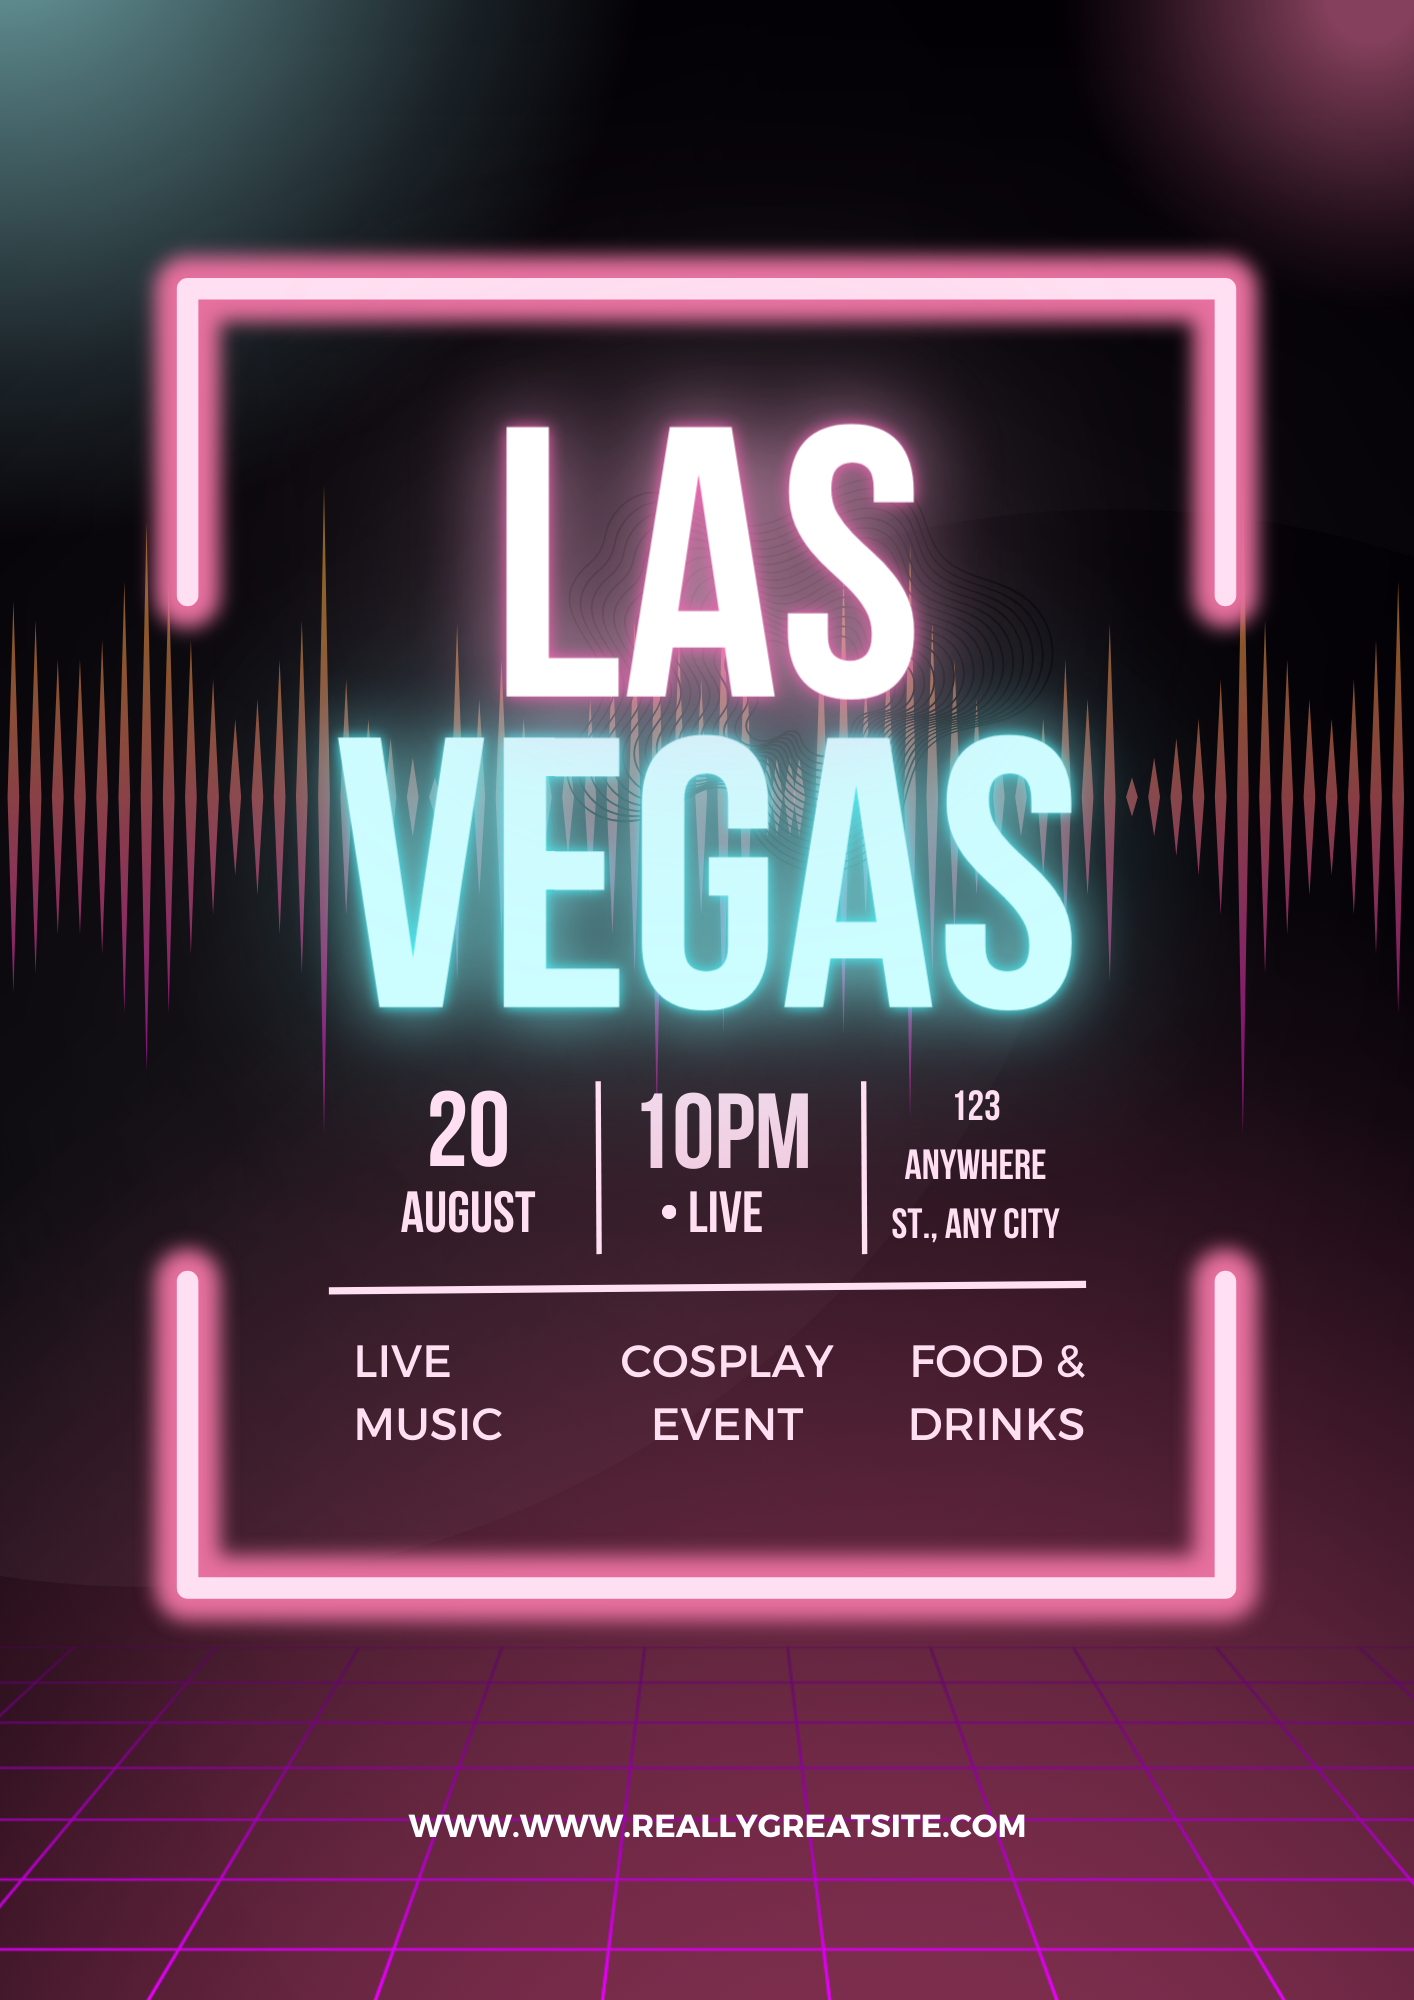 LAS
VEGAS
20
AUGUST
10PM
• LIVE
123
ANYWHERE
ST., ANY CITY
LIVE
MUSIC
COSPLAY
EVENT
FOOD &
DRINKS
WWW.WWW.REALLYGREATSITE.COM